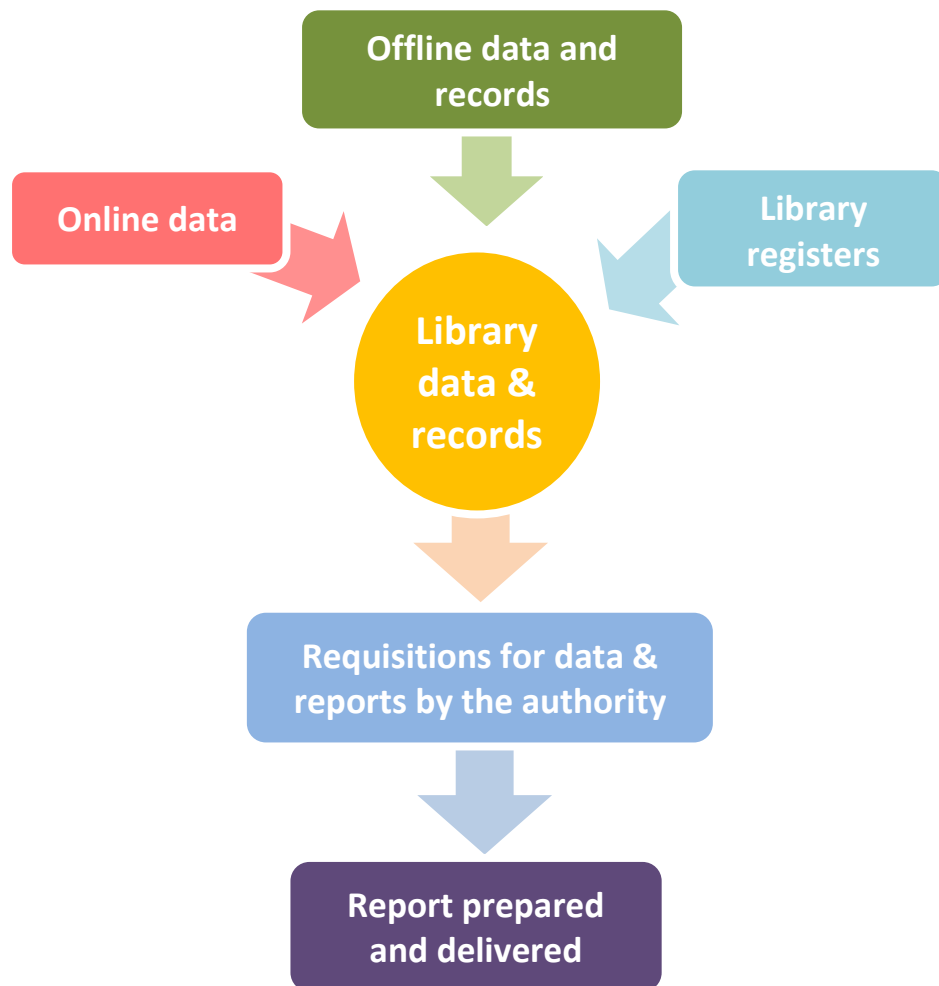 Offline data and
records
Online data
Library
registers
Library
data &
records
Requisitions for data &
reports by the authority
Report prepared
and delivered